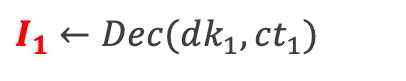 I₁ ← Dec(dk₁, ct₁)